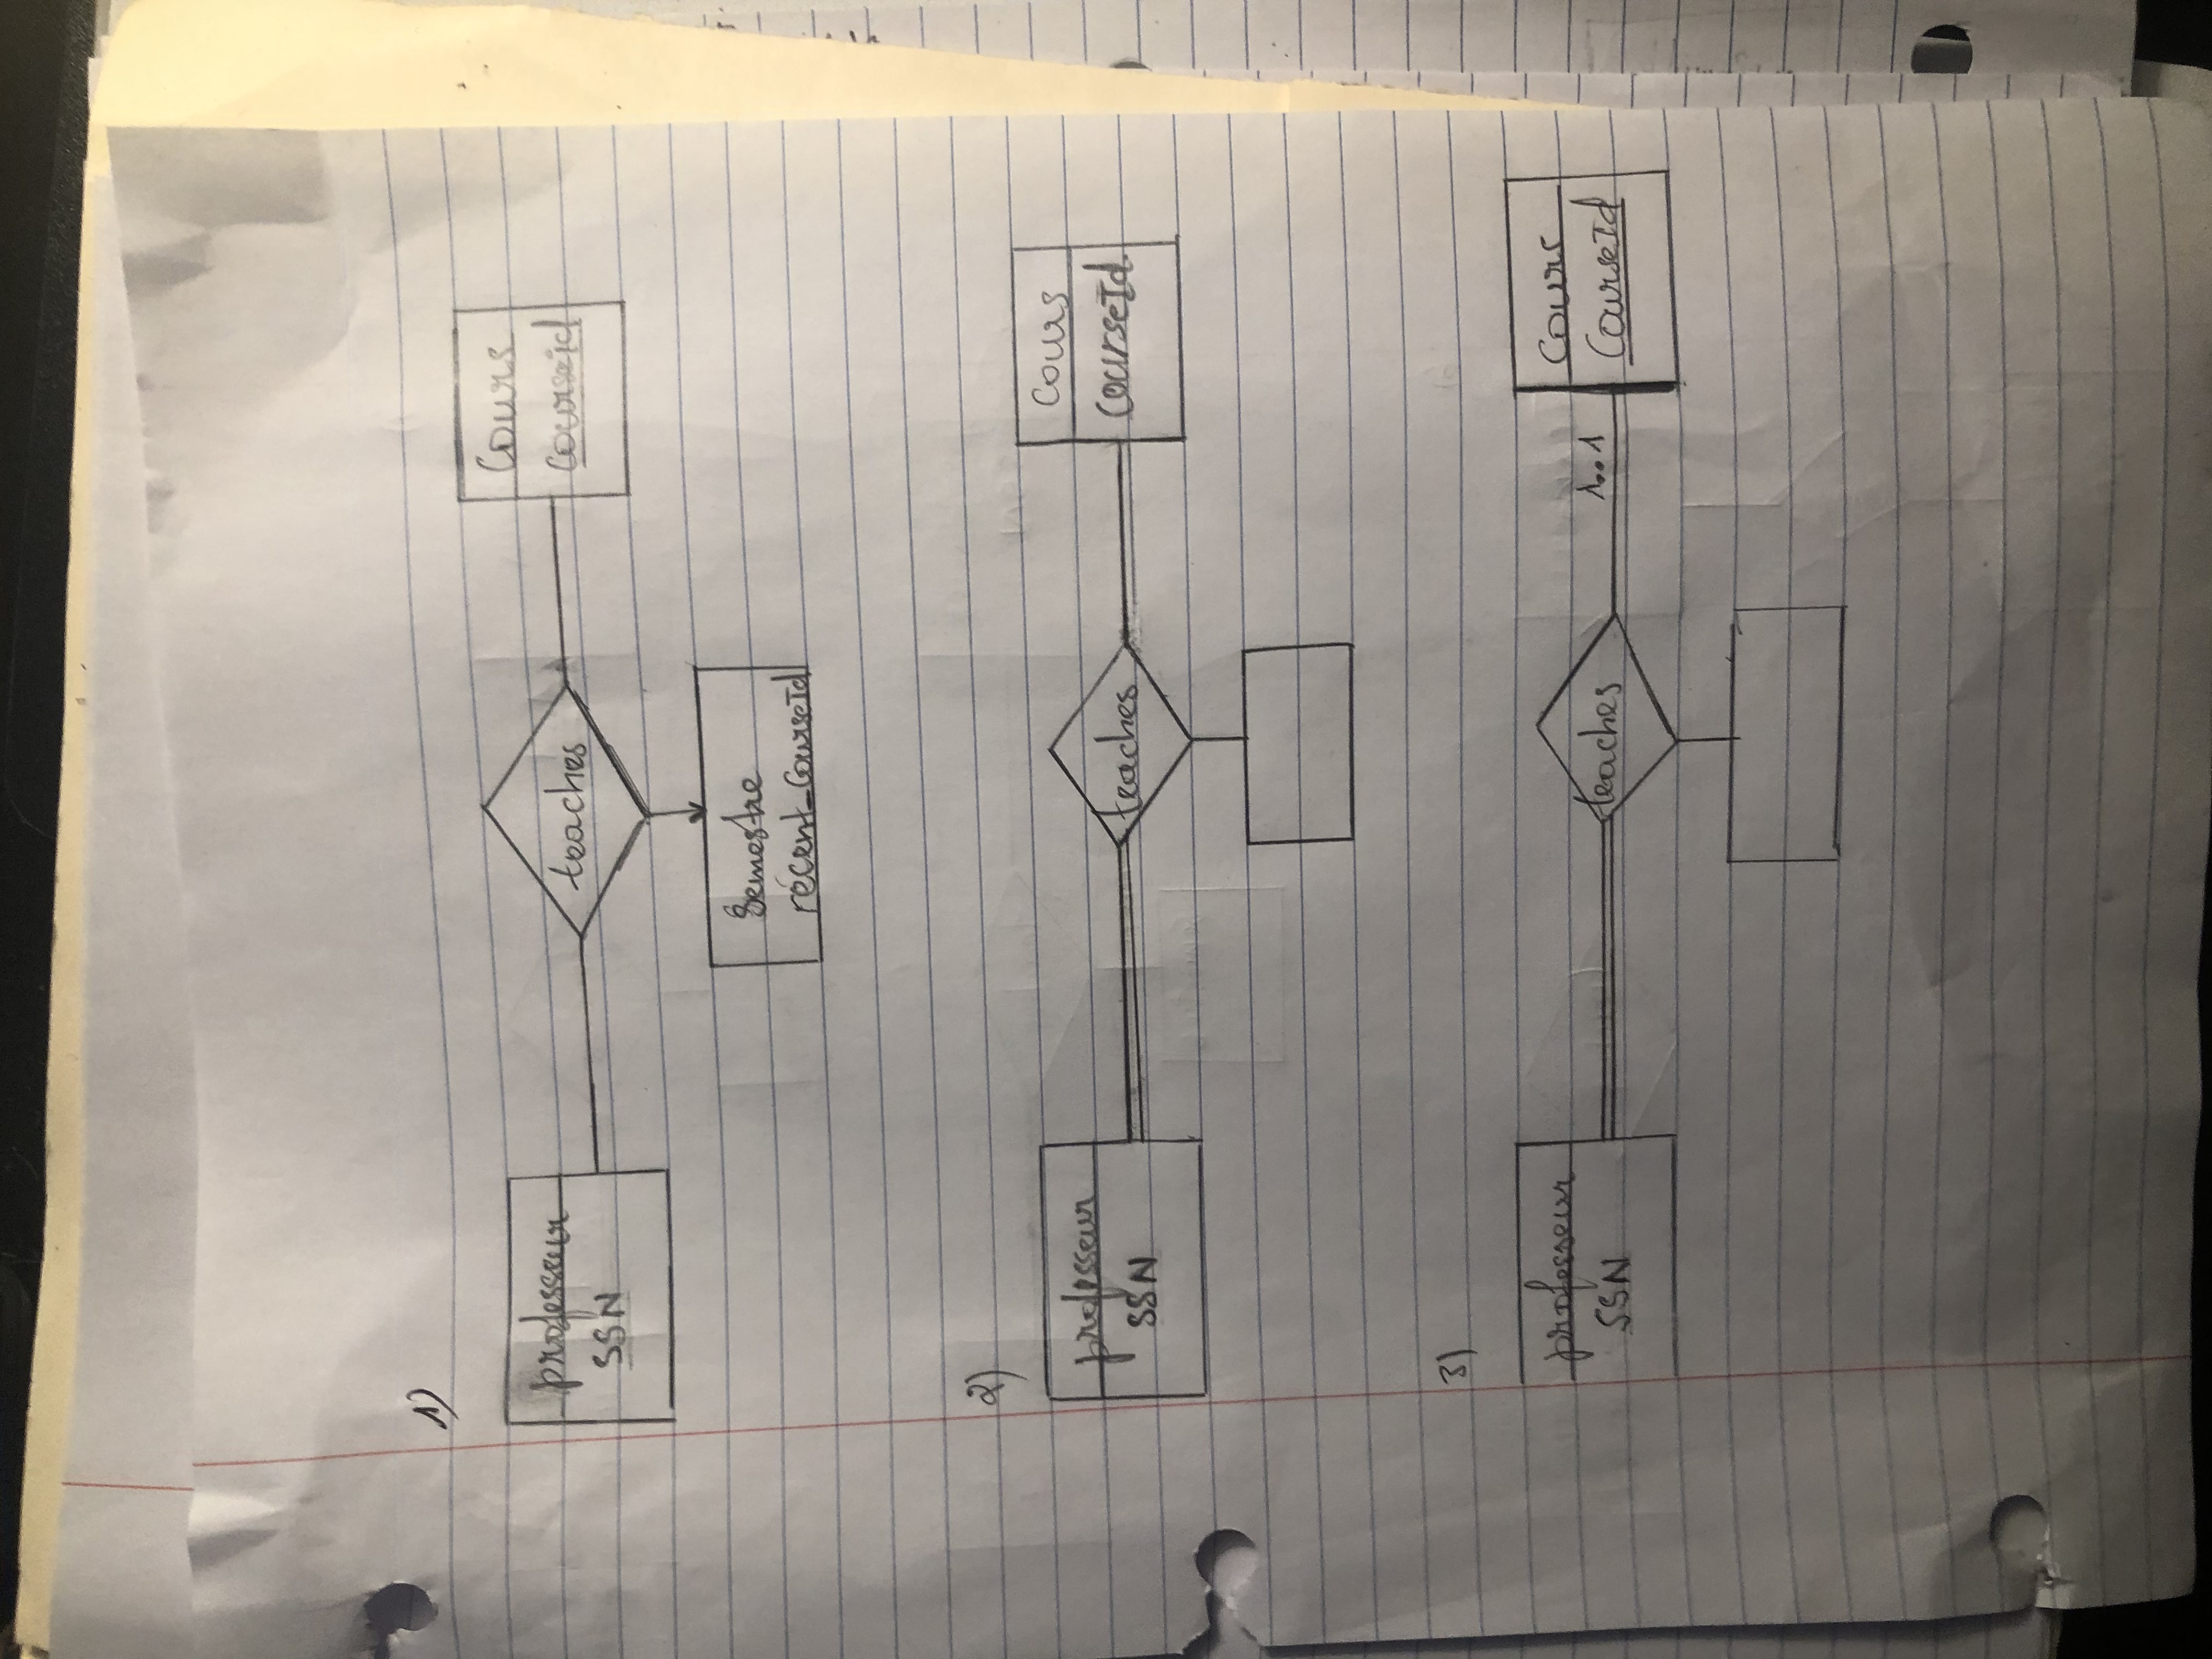 1)
professeur
SSN
teaches
Cours
Courseid
Semestre
récent_CourseId
2)
professeur
SSN
teaches
Cours
CourseId
3)
professeur
SSN
teaches
1..1
Cours
CourseId